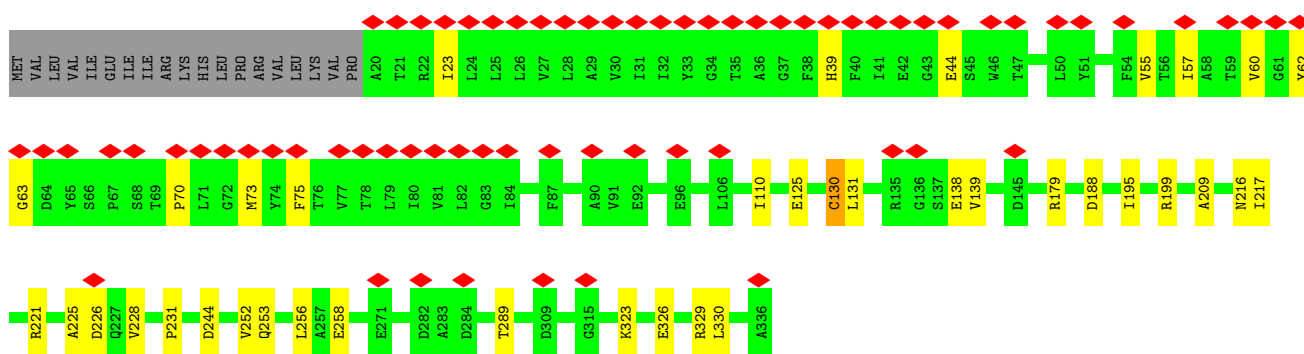 MET VAL LEU VAL ILE GLU ILE ILE ARG LYS HIS LEU PRO ARG VAL LEU LYS VAL PRO A20 T21 R22 I23 L24 L25 L26 V27 L28 A29 V30 I31 I32 Y33 G34 T35 A36 G37 F38 H39 F40 I41 E42 G43 E44 S45 W46 T47 L50 Y51 F54 V55 T56 I57 A58 T59 V60 G61 Y62
G63 D64 Y65 S66 P67 S68 T69 P70 L71 G72 M73 Y74 F75 T76 V77 T78 L79 I80 V81 L82 G83 I84 F87 A90 V91 E92 E96 L106 I110 E125 C130 L131 R135 G136 S137 E138 V139 D145 R179 D188 I195 R199 A209 N216 I217
R221 A225 D226 Q227 V228 P231 D244 V252 Q253 L256 A257 E258 E271 D282 A283 D284 T289 D309 G315 K323 E326 R329 L330 A336